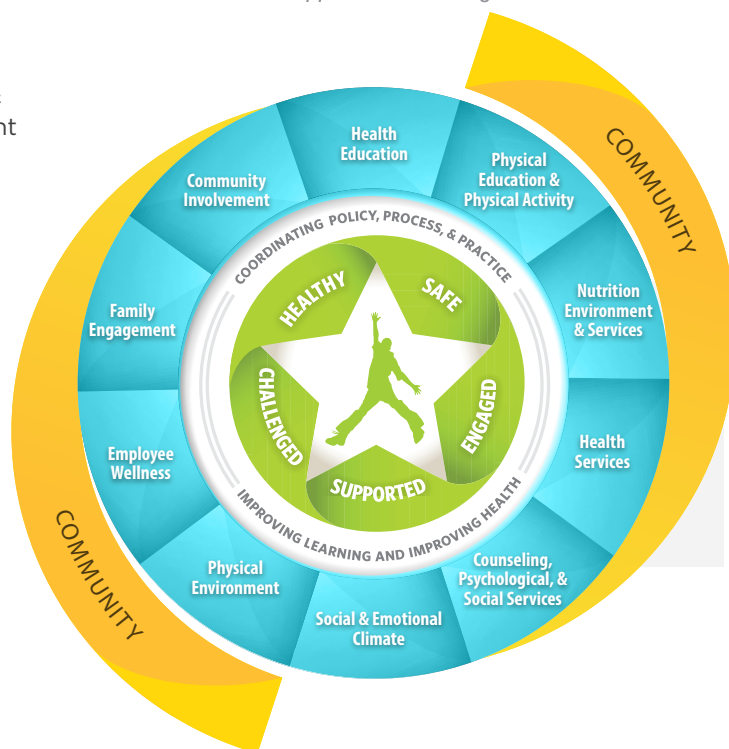 nt
COMMUNITY
Health
Education
Physical
Education &
Physical Activity
Nutrition
Environment
& Services
Health
Services
Counseling,
Psychological, &
Social Services
Social & Emotional
Climate
Physical
Environment
Employee
Wellness
Family
Engagement
Community
Involvement
COORDINATING POLICY, PROCESS, & PRACTICE
IMPROVING LEARNING AND IMPROVING HEALTH
HEALTHY
SAFE
ENGAGED
SUPPORTED
CHALLENGED
COMMUNITY